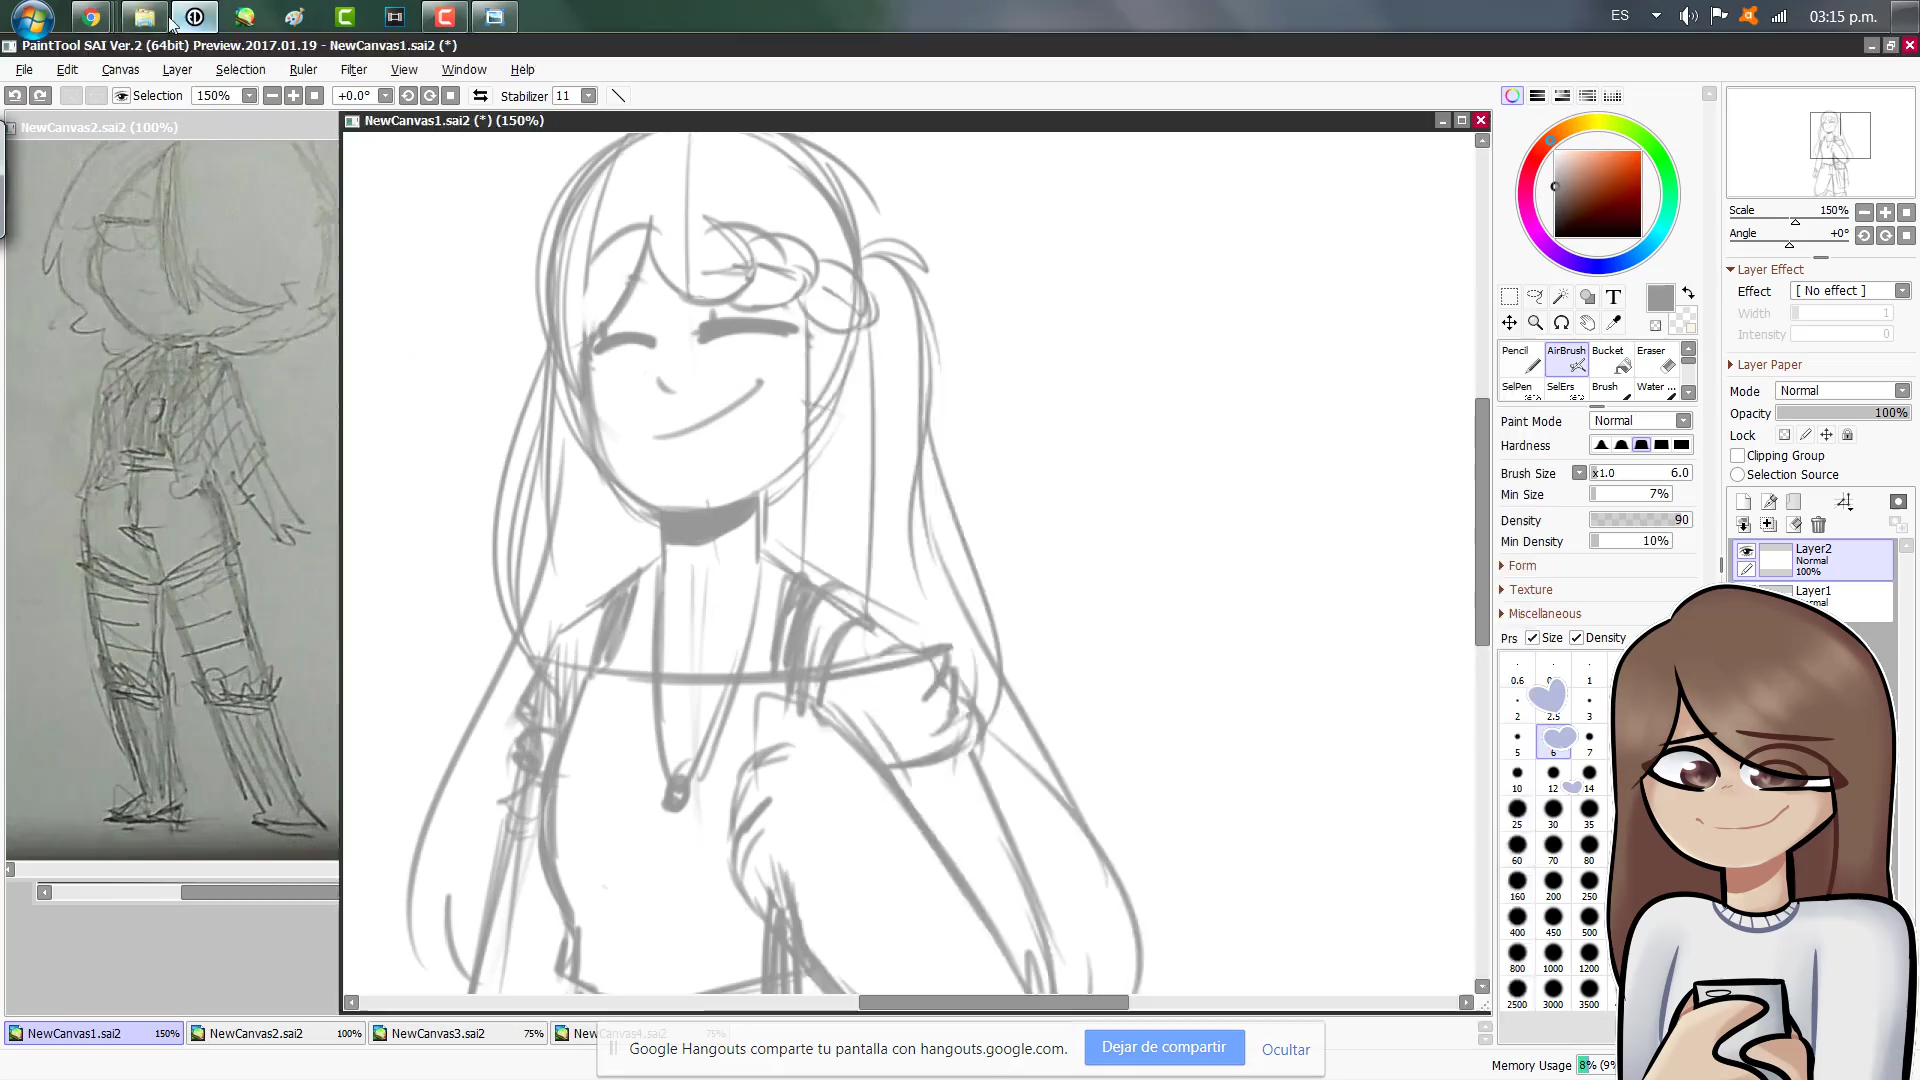 ES 03:15 p.m.
PaintTool SAI Ver.2 (64bit) Preview.2017.01.19 - NewCanvas1.sai2 (*)
File Edit Canvas Layer Selection Ruler Filter View Window Help
Selection 150% +0.0° Stabilizer 11
NewCanvas2.sai2 (100%)
NewCanvas1.sai2 (*) (150%)
Scale 150%
Angle +0°
Layer Effect
Effect [ No effect ]
Width 1
Intensity 0
Layer Paper
Mode Normal
Opacity 100%
Lock
Clipping Group
Selection Source
Layer2
Normal
100%
Layer1
T
Pencil AirBrush Bucket Eraser
SelPen SelErs Brush Water ...
Paint Mode Normal
Hardness
Brush Size x1.0 6.0
Min Size 7%
Density 90
Min Density 10%
Form
Texture
Miscellaneous
Prs Size Density
0.6 1
2 2.5 3
5 6 7
10 12 14
25 30 35
60 70 80
160 200 250
400 450 500
800 1000 1200
2500 3000 3500
NewCanvas1.sai2 150% NewCanvas2.sai2 100% NewCanvas3.sai2 75% NewCanvas4.sai2 75%
Google Hangouts comparte tu pantalla con hangouts.google.com. Dejar de compartir Ocultar
Memory Usage 8%